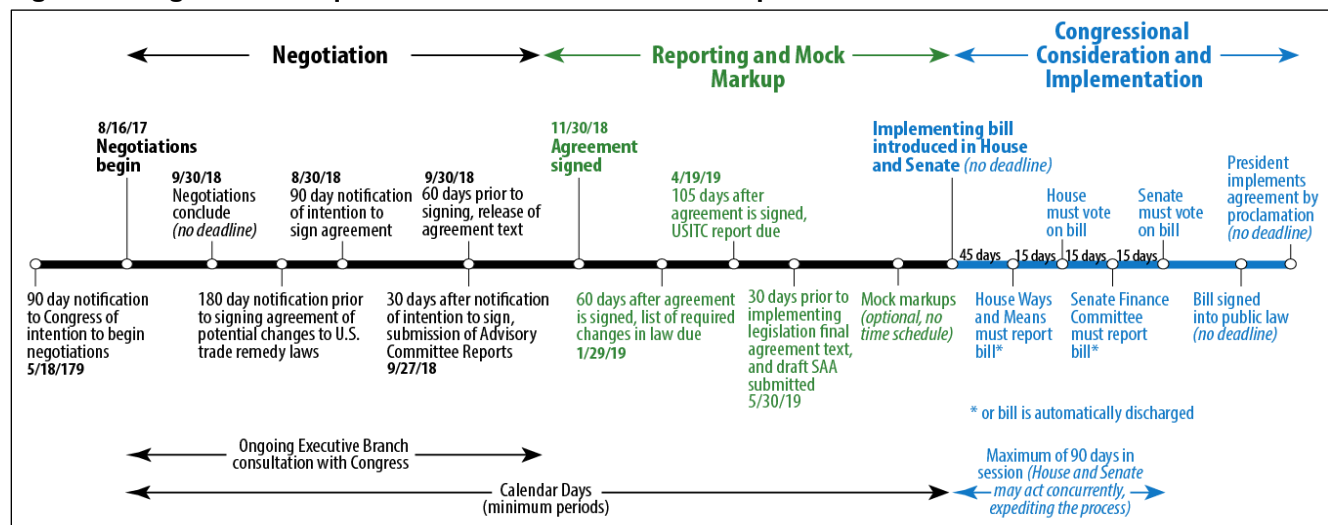 Negotiation
Reporting and Mock
Markup
Congressional
Consideration and
Implementation
8/16/17
Negotiations
begin
9/30/18
Negotiations
conclude
(no deadline)
8/30/18
90 day notification
of intention to
sign agreement
9/30/18
60 days prior to
signing, release of
agreement text
11/30/18
Agreement
signed
4/19/19
105 days after
agreement is signed,
USITC report due
Implementing bill
introduced in House
and Senate (no deadline)
House
must vote
on bill
Senate
must vote
on bill
President
implements
agreement by
proclamation
(no deadline)
45 days
15 days
15 days
15 days
90 day notification
to Congress of
intention to begin
negotiations
5/18/179
180 day notification prior
to signing agreement of
potential changes to U.S.
trade remedy laws
30 days after notification
of intention to sign,
submission of Advisory
Committee Reports
9/27/18
60 days after agreement
is signed, list of required
changes in law due
1/29/19
30 days prior to
implementing
legislation final
agreement text,
and draft SAA
submitted
5/30/19
Mock markups
(optional, no
time schedule)
House Ways
and Means
must report
bill*
Senate Finance
Committee
must report
bill*
Bill signed
into public law
(no deadline)
* or bill is automatically discharged
Ongoing Executive Branch
consultation with Congress
Calendar Days
(minimum periods)
Maximum of 90 days in
session (House and Senate
may act concurrently,
expediting the process)